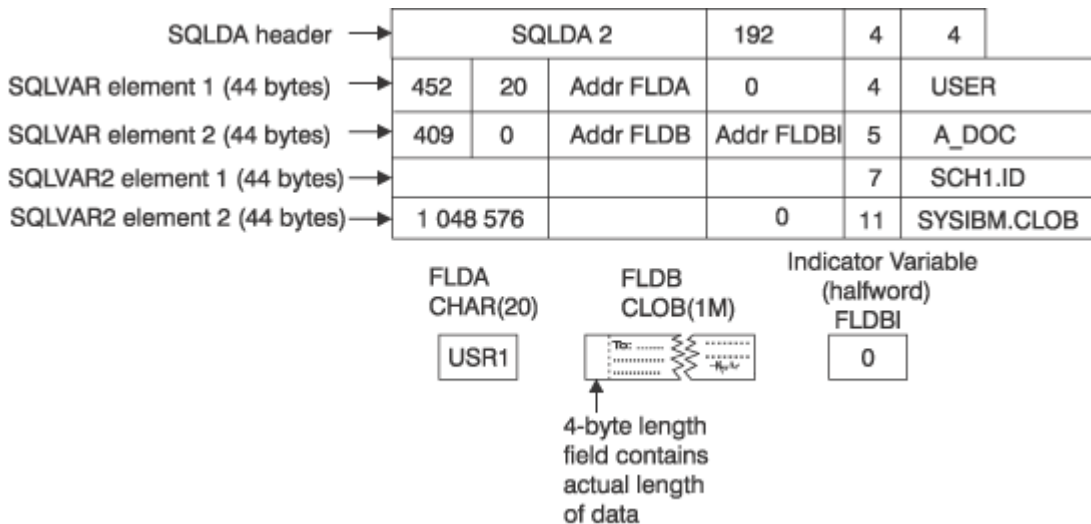 SQLDA header SQLDA 2 192 4 4
SQLVAR element 1 (44 bytes) 452 20 Addr FLDA 0 4 USER
SQLVAR element 2 (44 bytes) 409 0 Addr FLDB Addr FLDBI 5 A_DOC
SQLVAR2 element 1 (44 bytes) 7 SCH1.ID
SQLVAR2 element 2 (44 bytes) 1 048 576 0 11 SYSIBM.CLOB
FLDA
CHAR(20)
USR1
FLDB
CLOB(1M)
To:
Indicator Variable
(halfword)
FLDBI
0
4-byte length
field contains
actual length
of data